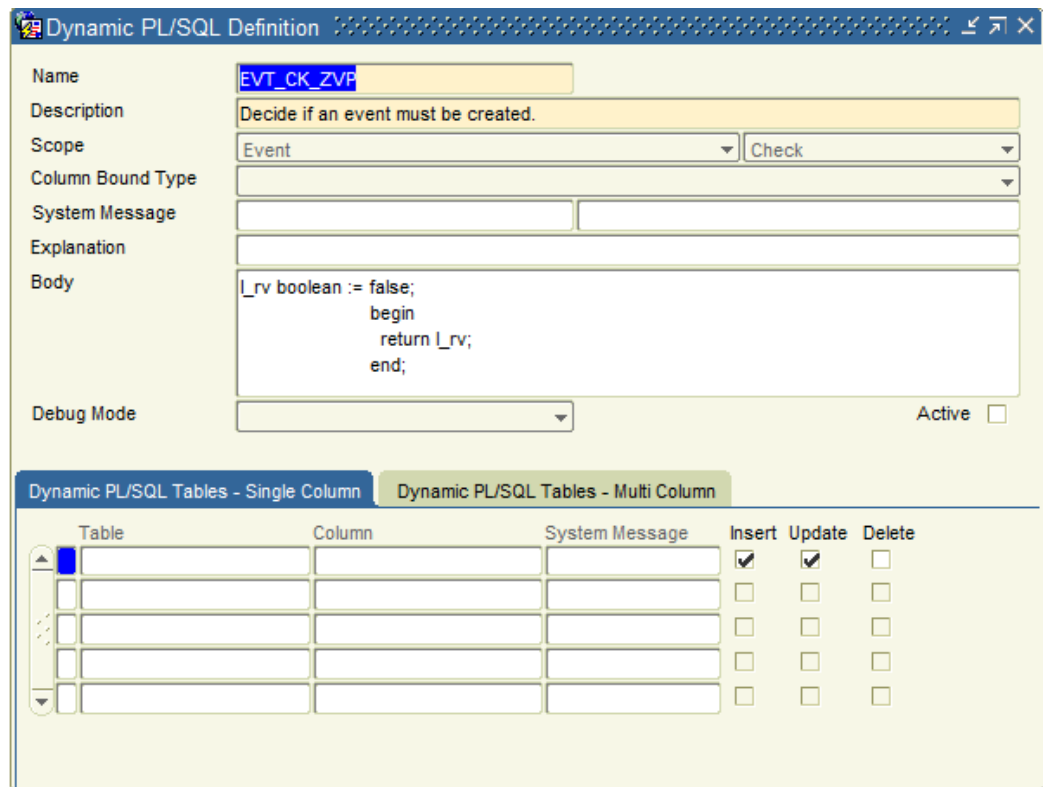 Dynamic PL/SQL Definition
Name EVT_CK_ZVP
Description Decide if an event must be created.
Scope Event Check
Column Bound Type
System Message
Explanation
Body l_rv boolean := false;
begin
return l_rv;
end;
Debug Mode Active
Dynamic PL/SQL Tables - Single Column Dynamic PL/SQL Tables - Multi Column
Table Column System Message Insert Update Delete